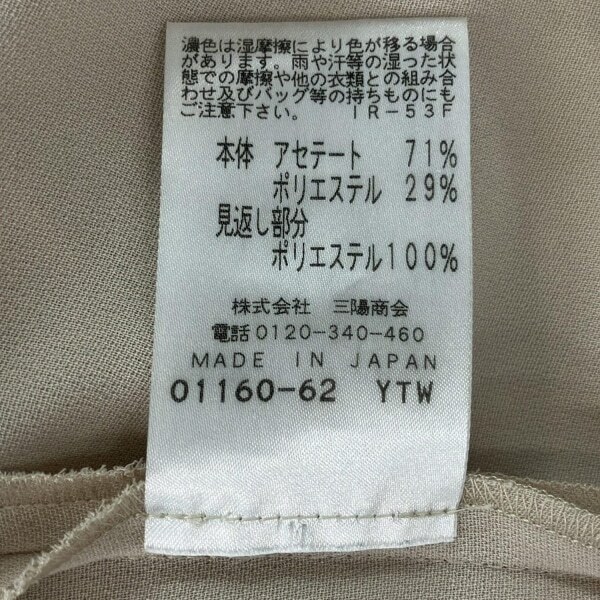 濃色は湿摩擦により色が移る場合
があります。雨や汗等の湿った状
態での摩擦や他の衣類との組み合
わせ及びバッグ等の持ちものにも
ご注意下さい。 IR-53F
本体 アセテート 71%
ポリエステル 29%
見返し部分
ポリエステル100%
株式会社 三陽商会
電話0120-340-460
MADE IN JAPAN
01160-62 YTW